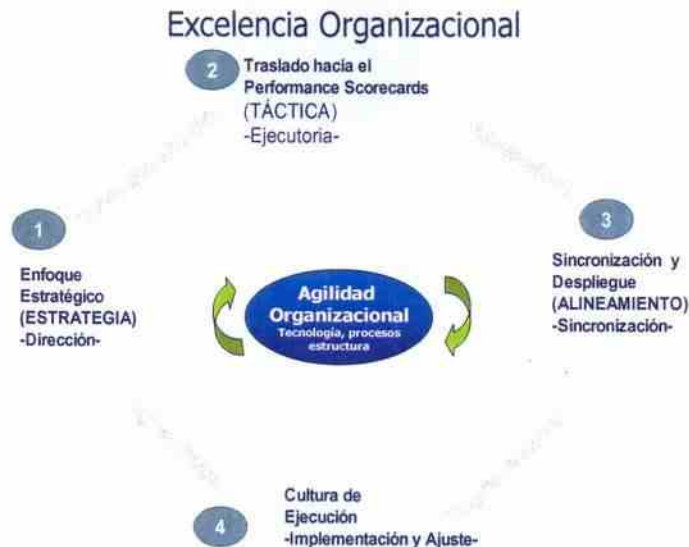 Excelencia Organizacional
2
Traslado hacia el
Performance Scorecards
(TÁCTICA)
-Ejecutoria-
1
Enfoque
Estratégico
(ESTRATEGIA)
-Dirección-
3
Sincronización y
Despliegue
(ALINEAMIENTO)
-Sincronización-
Agilidad
Organizacional
Tecnología, procesos
estructura
4
Cultura de
Ejecución
-Implementación y Ajuste-